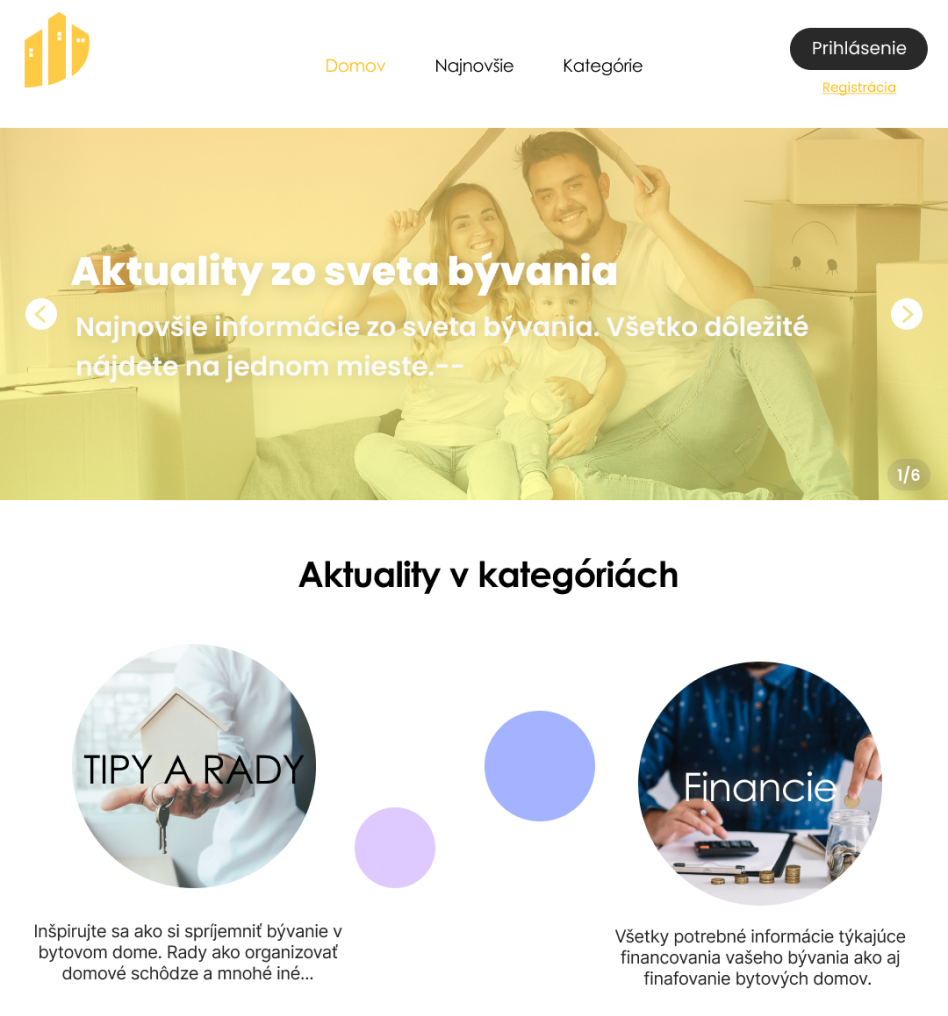 Domov Najnovšie Kategórie Prihlásenie
Registrácia
Aktuality zo sveta bývania
Najnovšie informácie zo sveta bývania. Všetko dôležité
nájdete na jednom mieste.--
1/6
Aktuality v kategóriách
TIPY A RADY
Inšpirujte sa ako si spríjemniť bývanie v
bytovom dome. Rady ako organizovať
domové schôdze a mnohé iné...
Financie
Všetky potrebné informácie týkajúce
financovania vašeho bývania ako aj
finafovanie bytových domov.